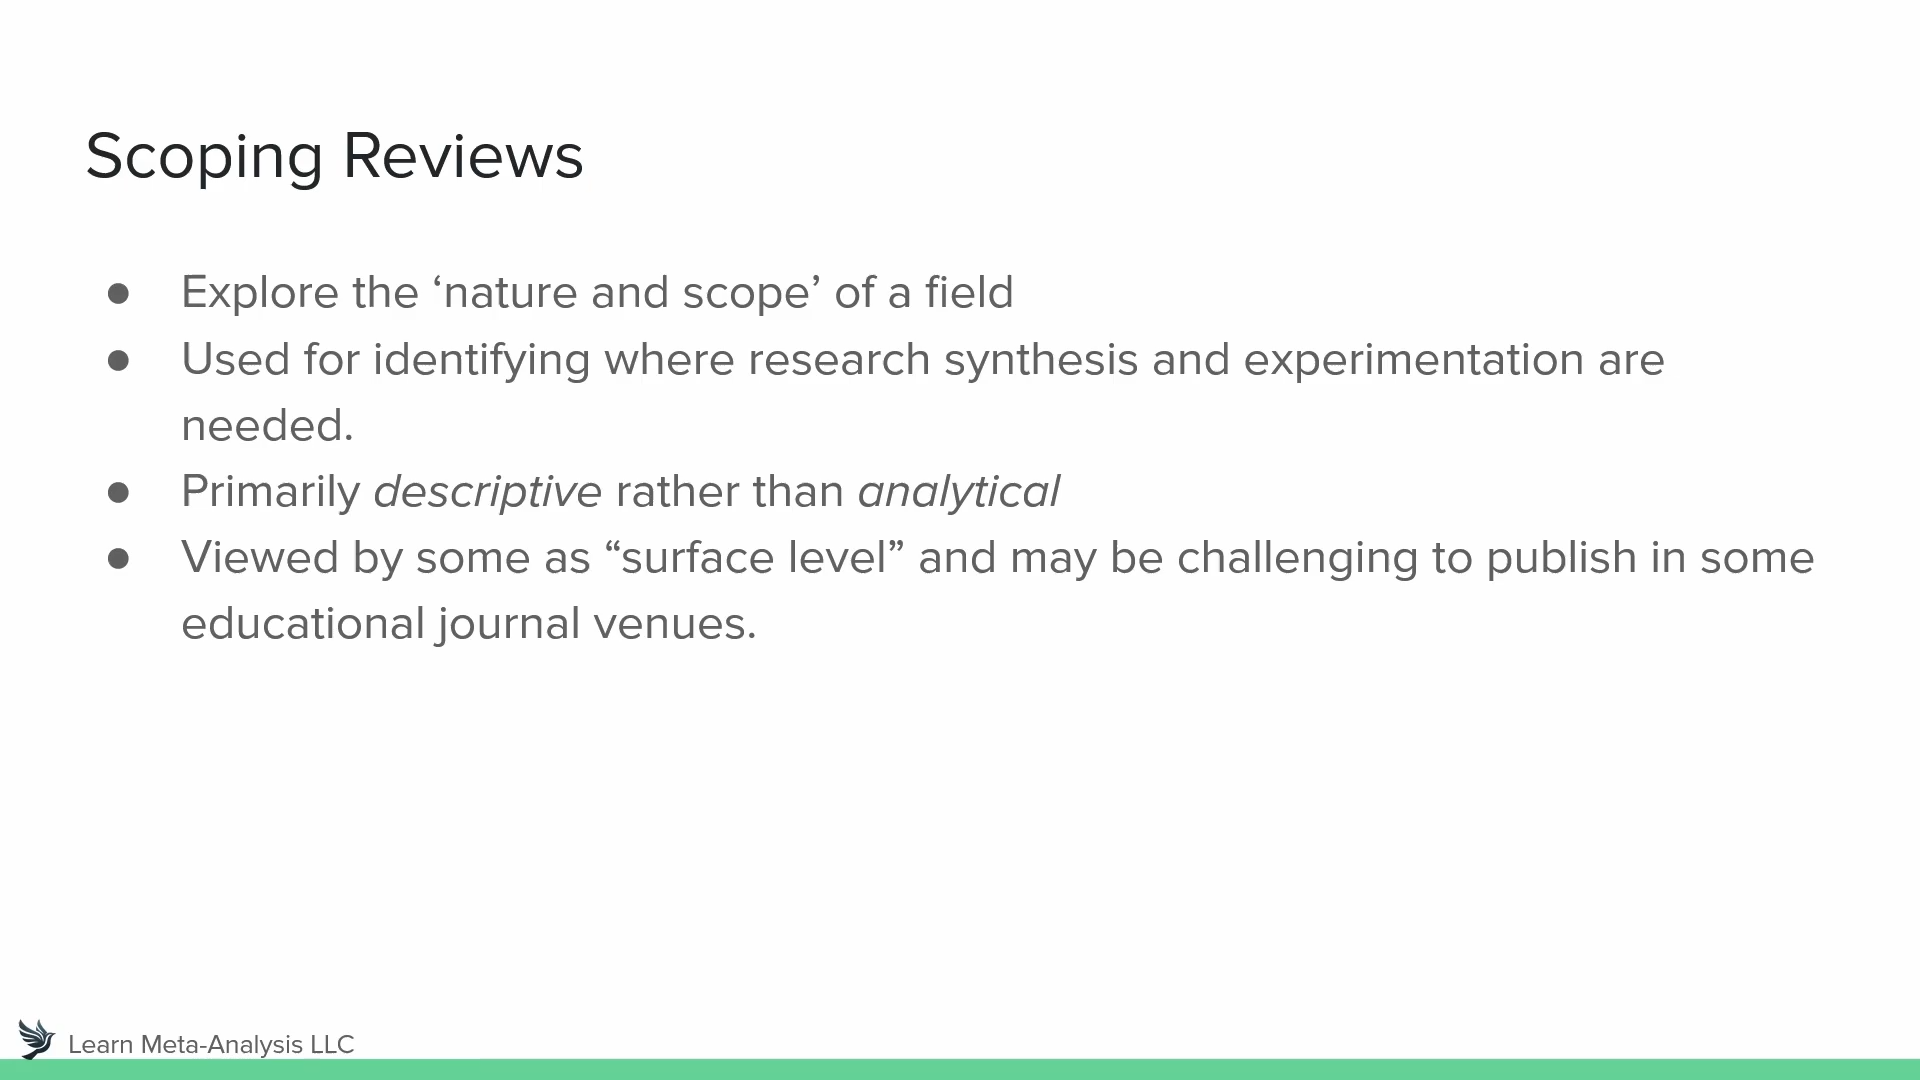 Scoping Reviews
● Explore the ‘nature and scope’ of a field
● Used for identifying where research synthesis and experimentation are
needed.
● Primarily descriptive rather than analytical
● Viewed by some as “surface level” and may be challenging to publish in some
educational journal venues.
Learn Meta-Analysis LLC